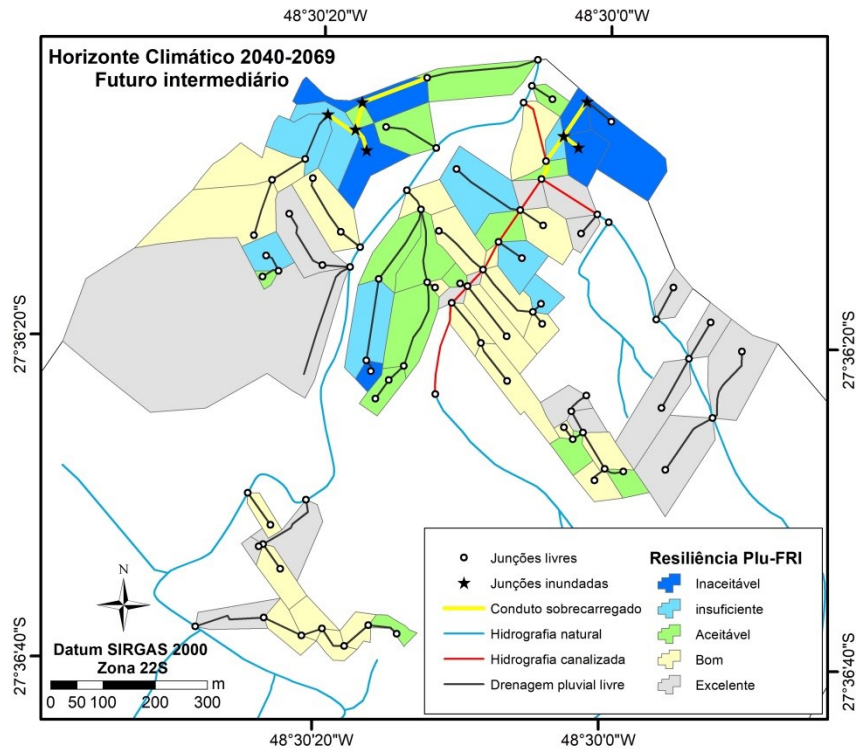 48°30'20"W
48°30'0"W
Horizonte Climático 2040-2069
Futuro intermediário
27°36'20"S
27°36'20"S
N
Datum SIRGAS 2000
Zona 22S
m
0 50 100 200 300
27°36'40"S
27°36'40"S
Junções livres
Junções inundadas
Conduto sobrecarregado
Hidrografia natural
Hidrografia canalizada
Drenagem pluvial livre
Resiliência Plu-FRI
Inaceitável
insuficiente
Aceitável
Bom
Excelente
48°30'20"W
48°30'0"W